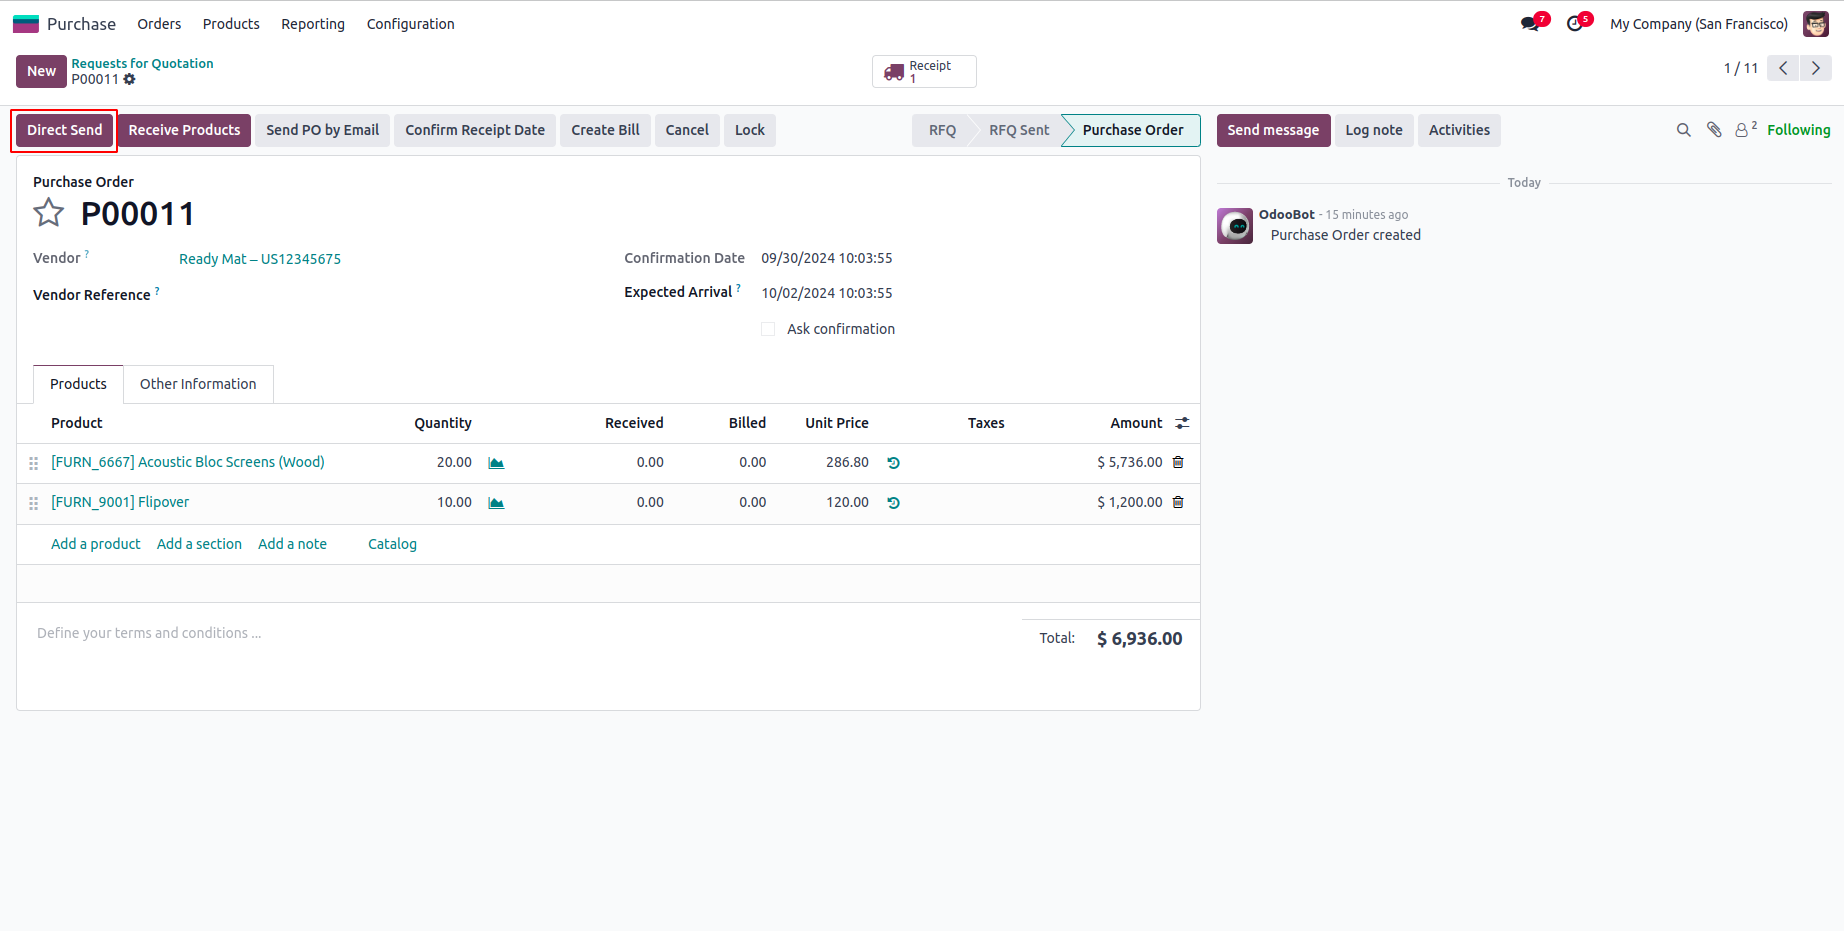 Purchase Orders Products Reporting Configuration 7 5 My Company (San Francisco)
New Requests for Quotation
P00011
Receipt
1
1 / 11
Direct Send Receive Products Send PO by Email Confirm Receipt Date Create Bill Cancel Lock RFQ RFQ Sent Purchase Order Send message Log note Activities 2 Following
Purchase Order
P00011
Vendor ? Ready Mat – US12345675
Vendor Reference ?
Confirmation Date 09/30/2024 10:03:55
Expected Arrival ? 10/02/2024 10:03:55
Ask confirmation
Products Other Information
Product Quantity Received Billed Unit Price Taxes Amount
[FURN_6667] Acoustic Bloc Screens (Wood) 20.00 0.00 0.00 286.80 $ 5,736.00
[FURN_9001] Flipover 10.00 0.00 0.00 120.00 $ 1,200.00
Add a product Add a section Add a note Catalog
Define your terms and conditions ...
Total: $ 6,936.00
Today
OdooBot - 15 minutes ago
Purchase Order created